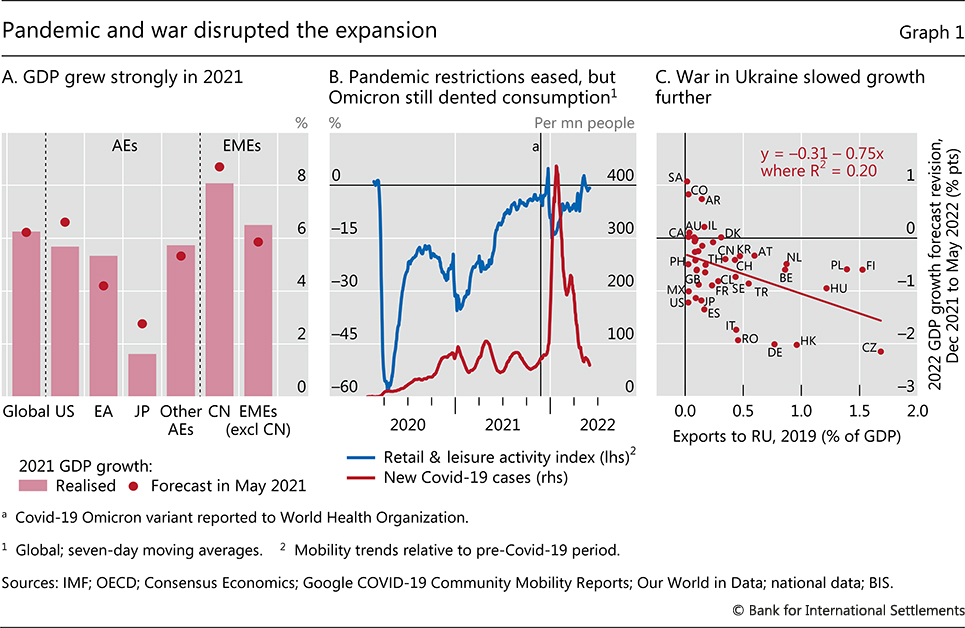 Pandemic and war disrupted the expansion
Graph 1
A. GDP grew strongly in 2021
B. Pandemic restrictions eased, but
Omicron still dented consumption¹
C. War in Ukraine slowed growth
further
%
AEs
EMEs
8
6
4
2
0
Global
US
EA
JP
Other
AEs
CN
EMEs
(excl CN)
2021 GDP growth:
Realised
Forecast in May 2021
%
Per mn people
a
0
–15
–30
–45
–60
400
300
200
100
0
2020
2021
2022
Retail & leisure activity index (lhs)²
New Covid-19 cases (rhs)
y = –0.31 – 0.75x
where R² = 0.20
SA
CO
AR
AU
IL
CA
DK
CN
KR
AT
NL
PH
TH
CH
BE
PL
FI
GB
CL
FR
SE
TR
HU
MX
US
JP
ES
IT
RO
DE
HK
CZ
1
0
–1
–2
–3
2022 GDP growth forecast revision,
Dec 2021 to May 2022 (% pts)
0.0
0.5
1.0
1.5
2.0
Exports to RU, 2019 (% of GDP)
ᵃ Covid-19 Omicron variant reported to World Health Organization.
¹ Global; seven-day moving averages. ² Mobility trends relative to pre-Covid-19 period.
Sources: IMF; OECD; Consensus Economics; Google COVID-19 Community Mobility Reports; Our World in Data; national data; BIS.
© Bank for International Settlements